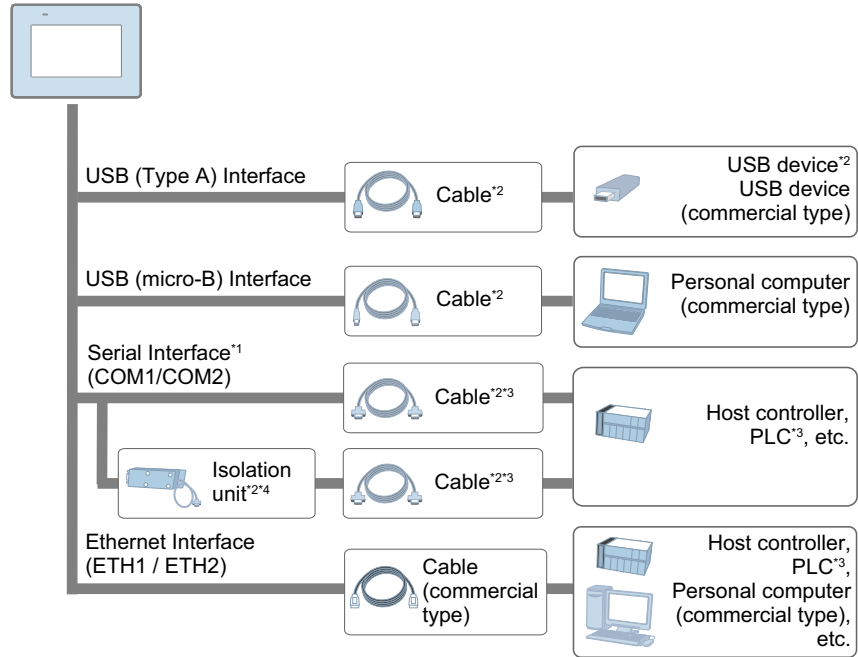 USB (Type A) Interface
Cable*2
USB device*2
USB device
(commercial type)
USB (micro-B) Interface
Cable*2
Personal computer
(commercial type)
Serial Interface*1
(COM1/COM2)
Cable*2*3
Host controller,
PLC*3, etc.
Isolation
unit*2*4
Cable*2*3
Ethernet Interface
(ETH1 / ETH2)
Cable
(commercial
type)
Host controller,
PLC*3,
Personal computer
(commercial type),
etc.